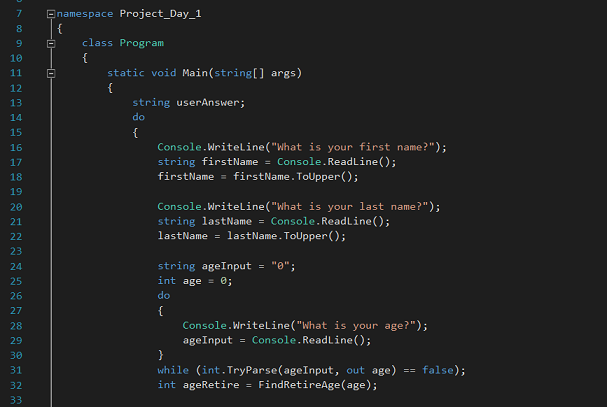 7 namespace Project_Day_1
8 {
9 class Program
10 {
11 static void Main(string[] args)
12 {
13 string userAnswer;
14 do
15 {
16 Console.WriteLine("What is your first name?");
17 string firstName = Console.ReadLine();
18 firstName = firstName.ToUpper();
19
20 Console.WriteLine("What is your last name?");
21 string lastName = Console.ReadLine();
22 lastName = lastName.ToUpper();
23
24 string ageInput = "0";
25 int age = 0;
26 do
27 {
28 Console.WriteLine("What is your age?");
29 ageInput = Console.ReadLine();
30 }
31 while (int.TryParse(ageInput, out age) == false);
32 int ageRetire = FindRetireAge(age);
33